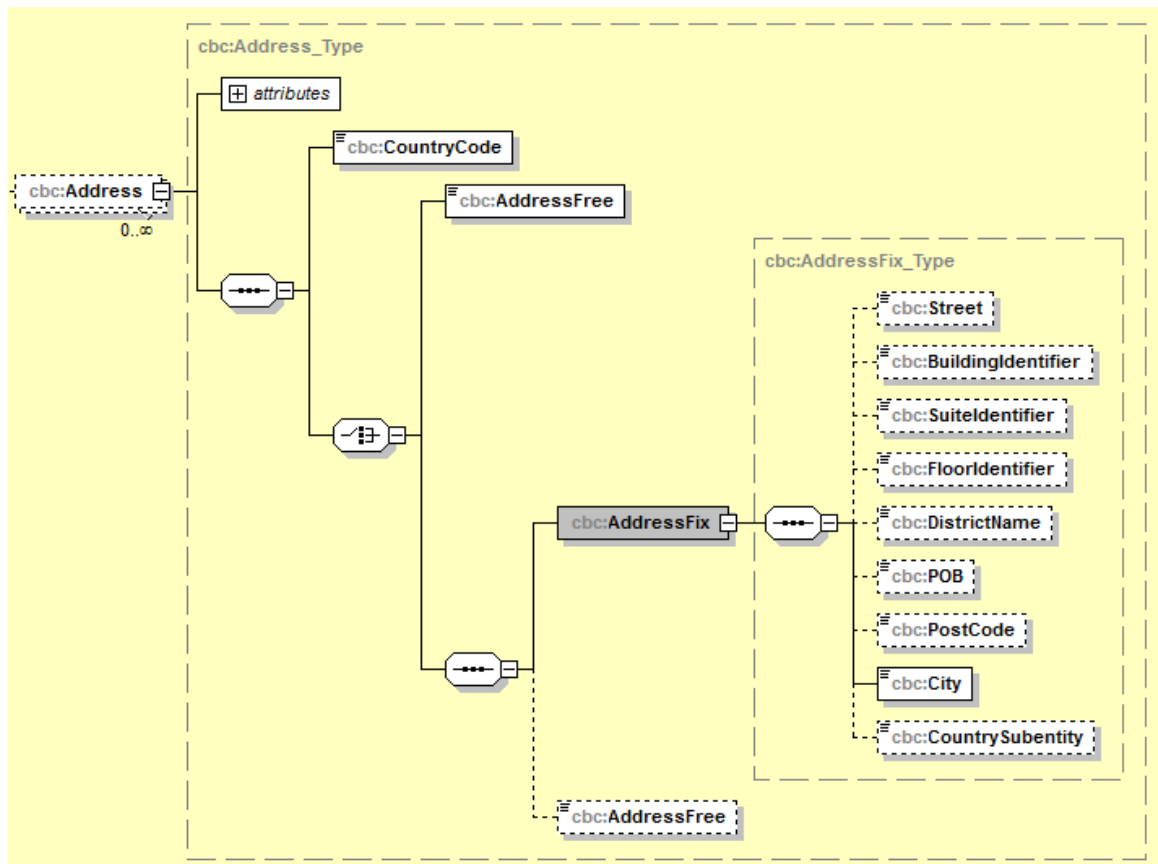 cbc:Address_Type
attributes
cbc:CountryCode
cbc:Address
0..∞
cbc:AddressFree
cbc:AddressFix_Type
cbc:Street
cbc:BuildingIdentifier
cbc:SuiteIdentifier
cbc:FloorIdentifier
cbc:AddressFix
cbc:DistrictName
cbc:POB
cbc:PostCode
cbc:City
cbc:CountrySubentity
cbc:AddressFree